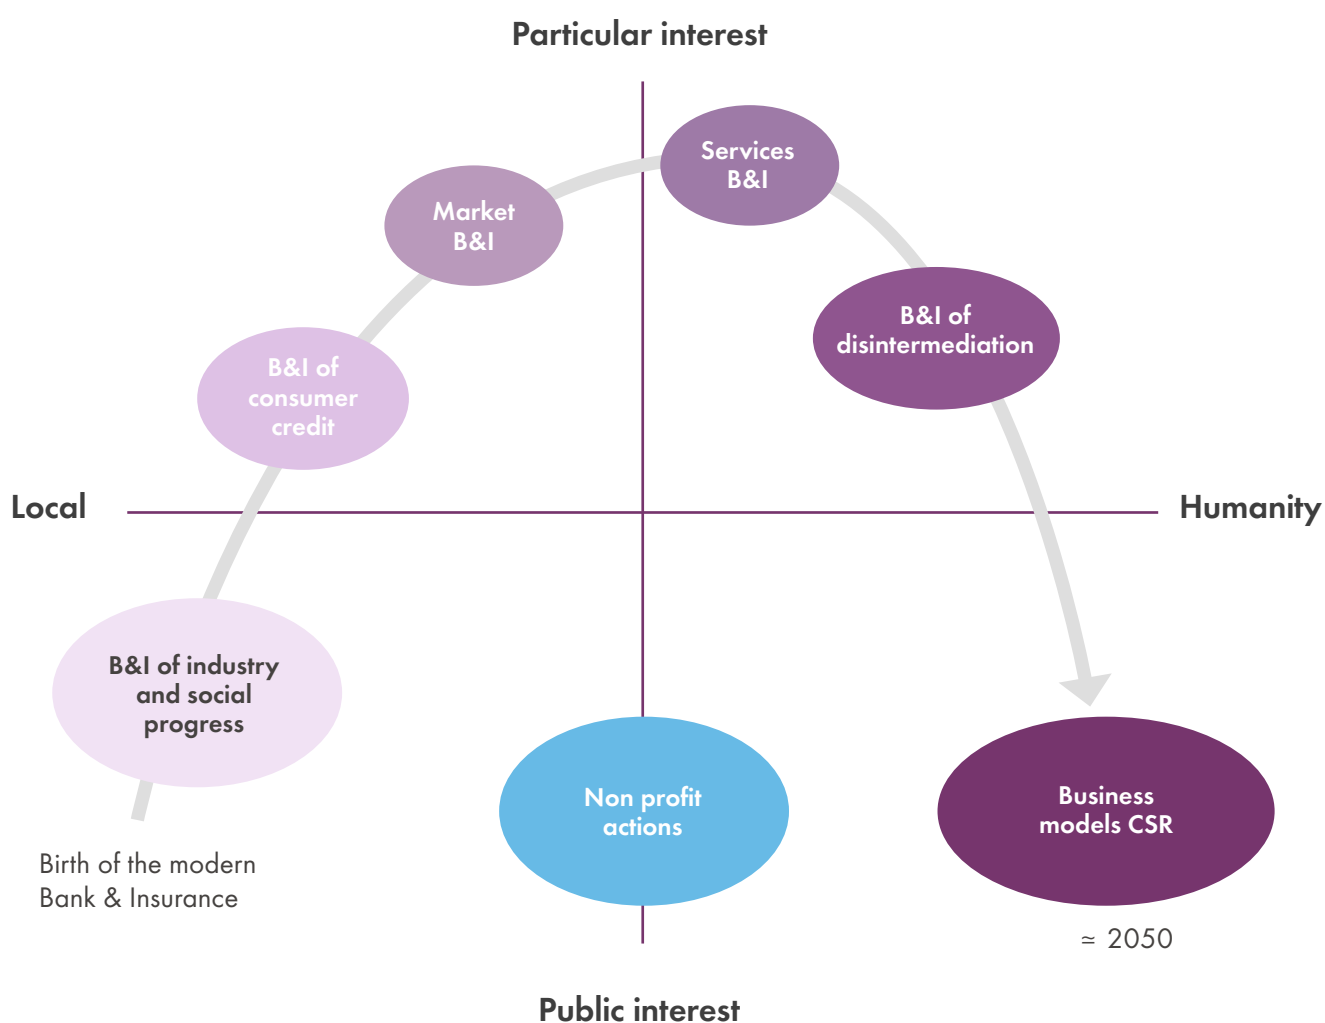 Particular interest
Services
B&I
Market
B&I
B&I of
disintermediation
B&I of
consumer
credit
Local
Humanity
B&I of industry
and social
progress
Non profit
actions
Business
models CSR
Birth of the modern
Bank & Insurance
≃ 2050
Public interest